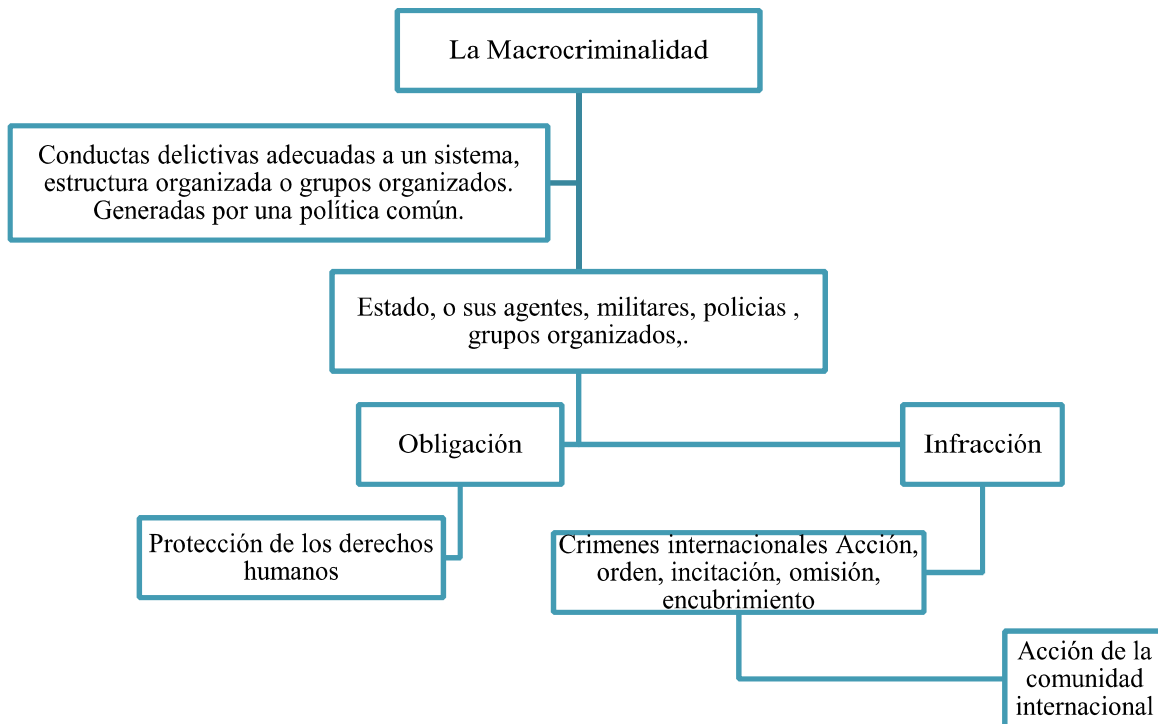 La Macrocriminalidad
Conductas delictivas adecuadas a un sistema,
estructura organizada o grupos organizados.
Generadas por una política común.
Estado, o sus agentes, militares, policias ,
grupos organizados,.
Obligación
Infracción
Protección de los derechos
humanos
Crimenes internacionales Acción,
orden, incitación, omisión,
encubrimiento
Acción de la
comunidad
internacional